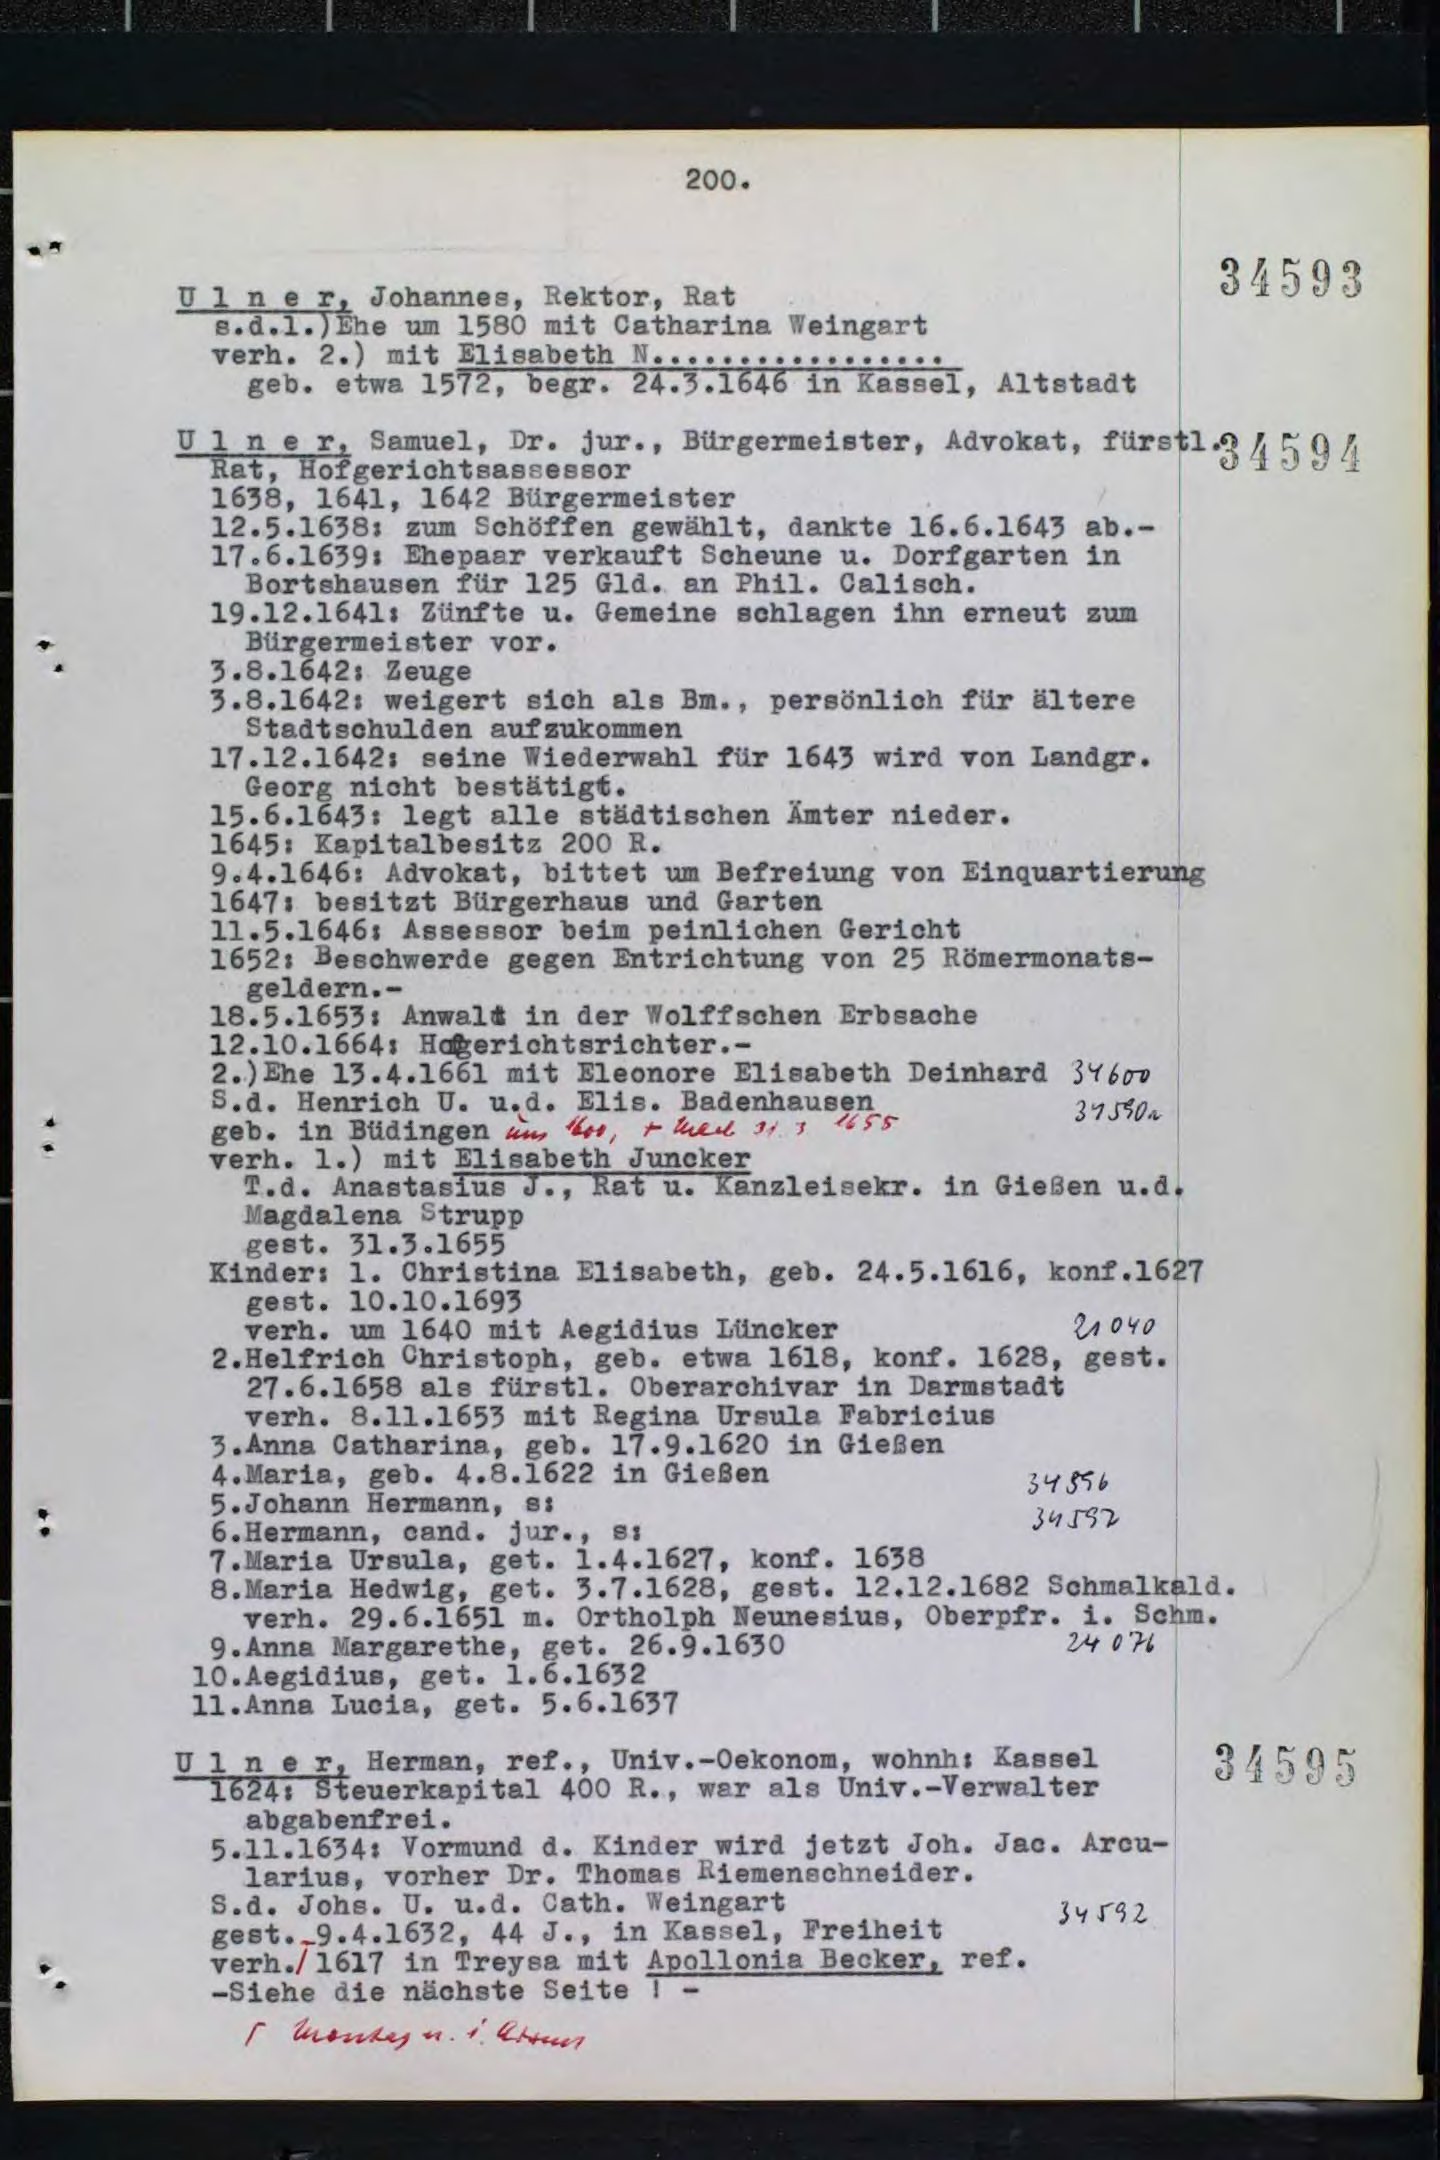 200.
34593
U l n e r, Johannes, Rektor, Rat
s.d.1.)Ehe um 1580 mit Catharina Weingart
verh. 2.) mit Elisabeth N.................
geb. etwa 1572, begr. 24.3.1646 in Kassel, Altstadt
U l n e r, Samuel, Dr. jur., Bürgermeister, Advokat, fürstl. 34594
Rat, Hofgerichtsassessor
1638, 1641, 1642 Bürgermeister
12.5.1638: zum Schöffen gewählt, dankte 16.6.1643 ab.-
17.6.1639: Ehepaar verkauft Scheune u. Dorfgarten in
Bortshausen für 125 Gld. an Phil. Calisch.
19.12.1641: Zünfte u. Gemeine schlagen ihn erneut zum
Bürgermeister vor.
3.8.1642: Zeuge
3.8.1642: weigert sich als Bm., persönlich für ältere
Stadtschulden aufzukommen
17.12.1642: seine Wiederwahl für 1643 wird von Landgr.
Georg nicht bestätigt.
15.6.1643: legt alle städtischen Ämter nieder.
1645: Kapitalbesitz 200 R.
9.4.1646: Advokat, bittet um Befreiung von Einquartierung
1647: besitzt Bürgerhaus und Garten
11.5.1646: Assessor beim peinlichen Gericht
1652: Beschwerde gegen Entrichtung von 25 Römermonats-
geldern.-
18.5.1653: Anwalt in der Wolffschen Erbsache
12.10.1664: Hofgerichtsrichter.-
2.)Ehe 13.4.1661 mit Eleonore Elisabeth Deinhard 34600
S.d. Henrich U. u.d. Elis. Badenhausen 34590a
geb. in Büdingen um 1600, + 31. 3 1655
verh. 1.) mit Elisabeth Juncker
T.d. Anastasius J., Rat u. Kanzleisekr. in Gießen u.d.
Magdalena Strupp
gest. 31.3.1655
Kinder: 1. Christina Elisabeth, geb. 24.5.1616, konf.1627
gest. 10.10.1693
verh. um 1640 mit Aegidius Lüncker 21040
2.Helfrich Christoph, geb. etwa 1618, konf. 1628, gest.
27.6.1658 als fürstl. Oberarchivar in Darmstadt
verh. 8.11.1653 mit Regina Ursula Fabricius
3.Anna Catharina, geb. 17.9.1620 in Gießen
4.Maria, geb. 4.8.1622 in Gießen
5.Johann Hermann, s: 34596
6.Hermann, cand. jur., s: 34597
7.Maria Ursula, get. 1.4.1627, konf. 1638
8.Maria Hedwig, get. 3.7.1628, gest. 12.12.1682 Schmalkald.
verh. 29.6.1651 m. Ortholph Neunesius, Oberpfr. i. Schm.
9.Anna Margarethe, get. 26.9.1630 24076
10.Aegidius, get. 1.6.1632
11.Anna Lucia, get. 5.6.1637
U l n e r, Herman, ref., Univ.-Oekonom, wohnh: Kassel 34595
1624: Steuerkapital 400 R., war als Univ.-Verwalter
abgabenfrei.
5.11.1634: Vormund d. Kinder wird jetzt Joh. Jac. Arcu-
larius, vorher Dr. Thomas Riemenschneider.
S.d. Johs. U. u.d. Cath. Weingart 34592
gest. 9.4.1632, 44 J., in Kassel, Freiheit
verh./ 1617 in Treysa mit Apollonia Becker, ref.
-Siehe die nächste Seite ! -